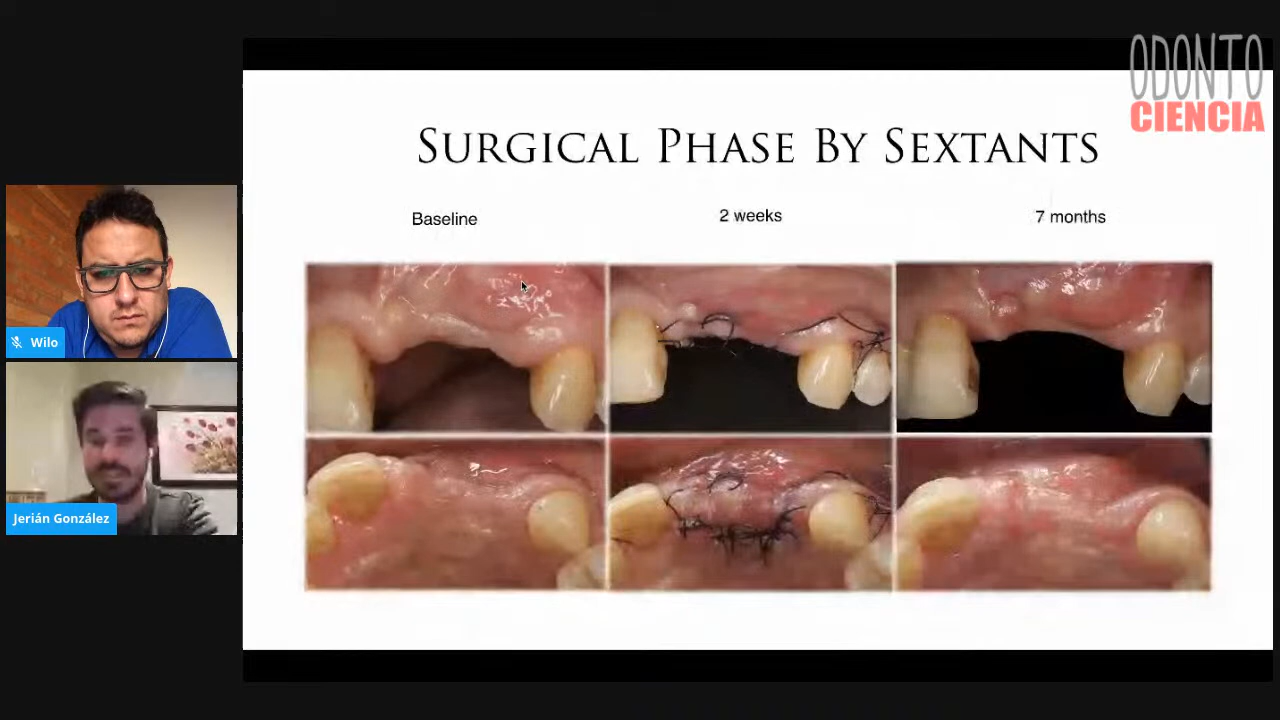 ODONTO
CIENCIA
SURGICAL PHASE BY SEXTANTS
Baseline
2 weeks
7 months
Wilo
Jerián González